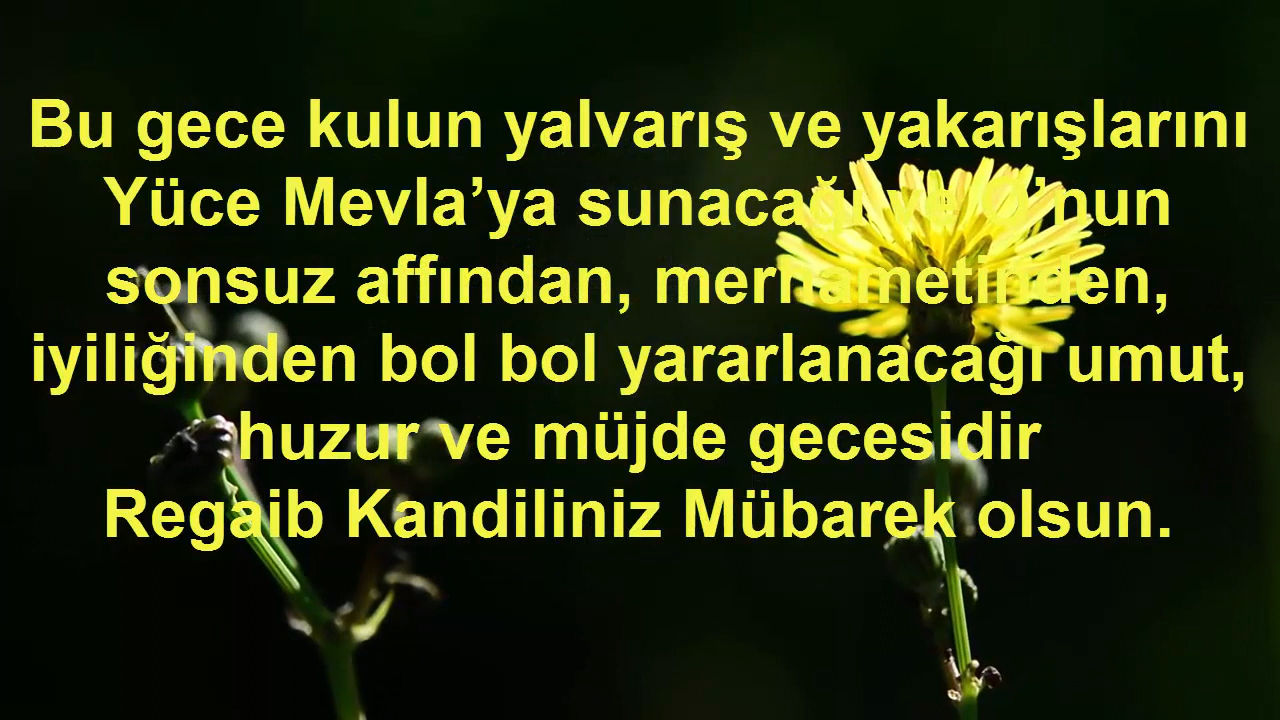 Bu gece kulun yalvarış ve yakarışlarını
Yüce Mevla’ya sunacağı ve O’nun
sonsuz affından, merhametinden,
iyiliğinden bol bol yararlanacağı umut,
huzur ve müjde gecesidir
Regaib Kandiliniz Mübarek olsun.